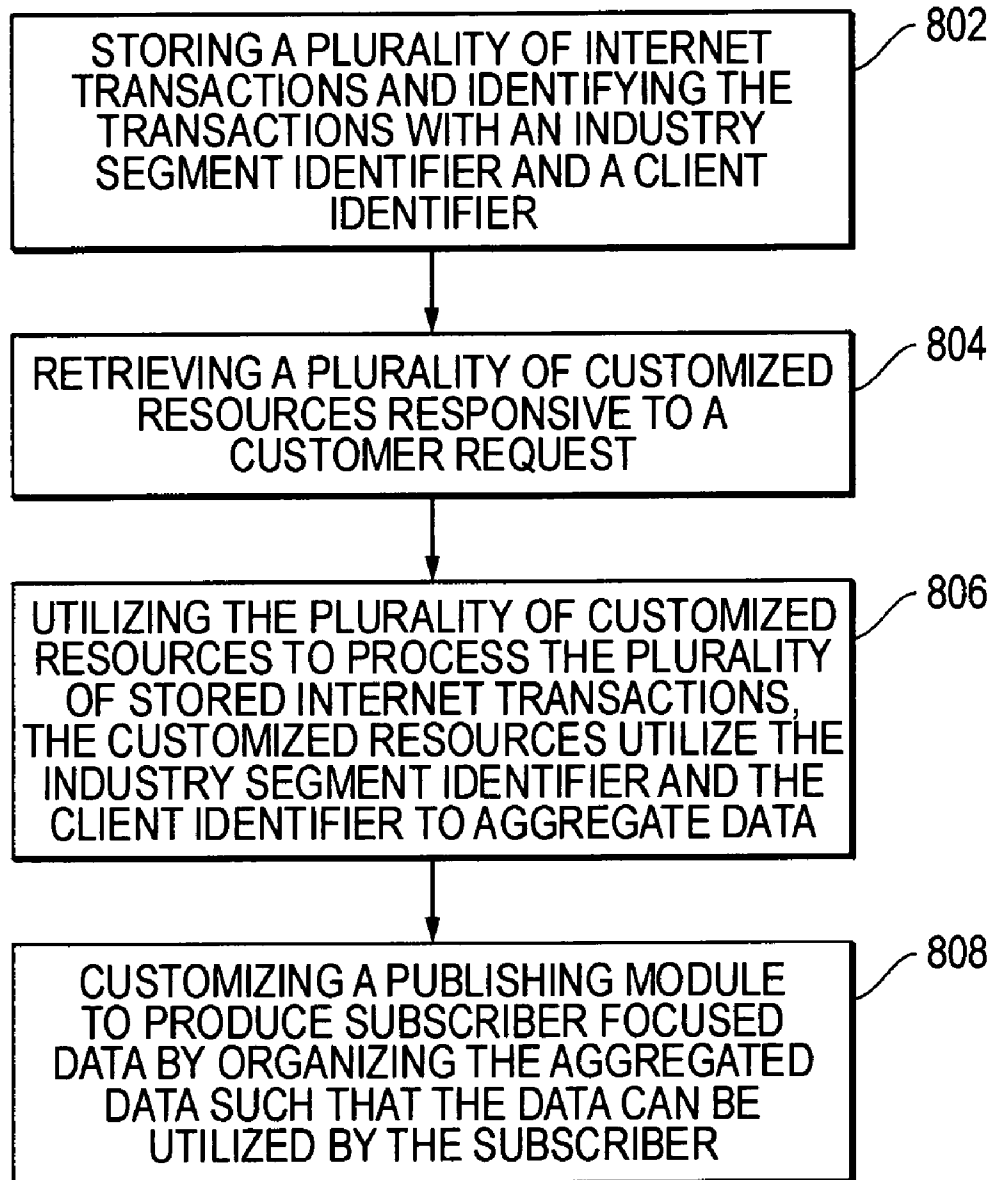 STORING A PLURALITY OF INTERNET
TRANSACTIONS AND IDENTIFYING THE
TRANSACTIONS WITH AN INDUSTRY
SEGMENT IDENTIFIER AND A CLIENT
IDENTIFIER
802
RETRIEVING A PLURALITY OF CUSTOMIZED
RESOURCES RESPONSIVE TO A
CUSTOMER REQUEST
804
UTILIZING THE PLURALITY OF CUSTOMIZED
RESOURCES TO PROCESS THE PLURALITY
OF STORED INTERNET TRANSACTIONS,
THE CUSTOMIZED RESOURCES UTILIZE THE
INDUSTRY SEGMENT IDENTIFIER AND THE
CLIENT IDENTIFIER TO AGGREGATE DATA
806
CUSTOMIZING A PUBLISHING MODULE
TO PRODUCE SUBSCRIBER FOCUSED
DATA BY ORGANIZING THE AGGREGATED
DATA SUCH THAT THE DATA CAN BE
UTILIZED BY THE SUBSCRIBER
808